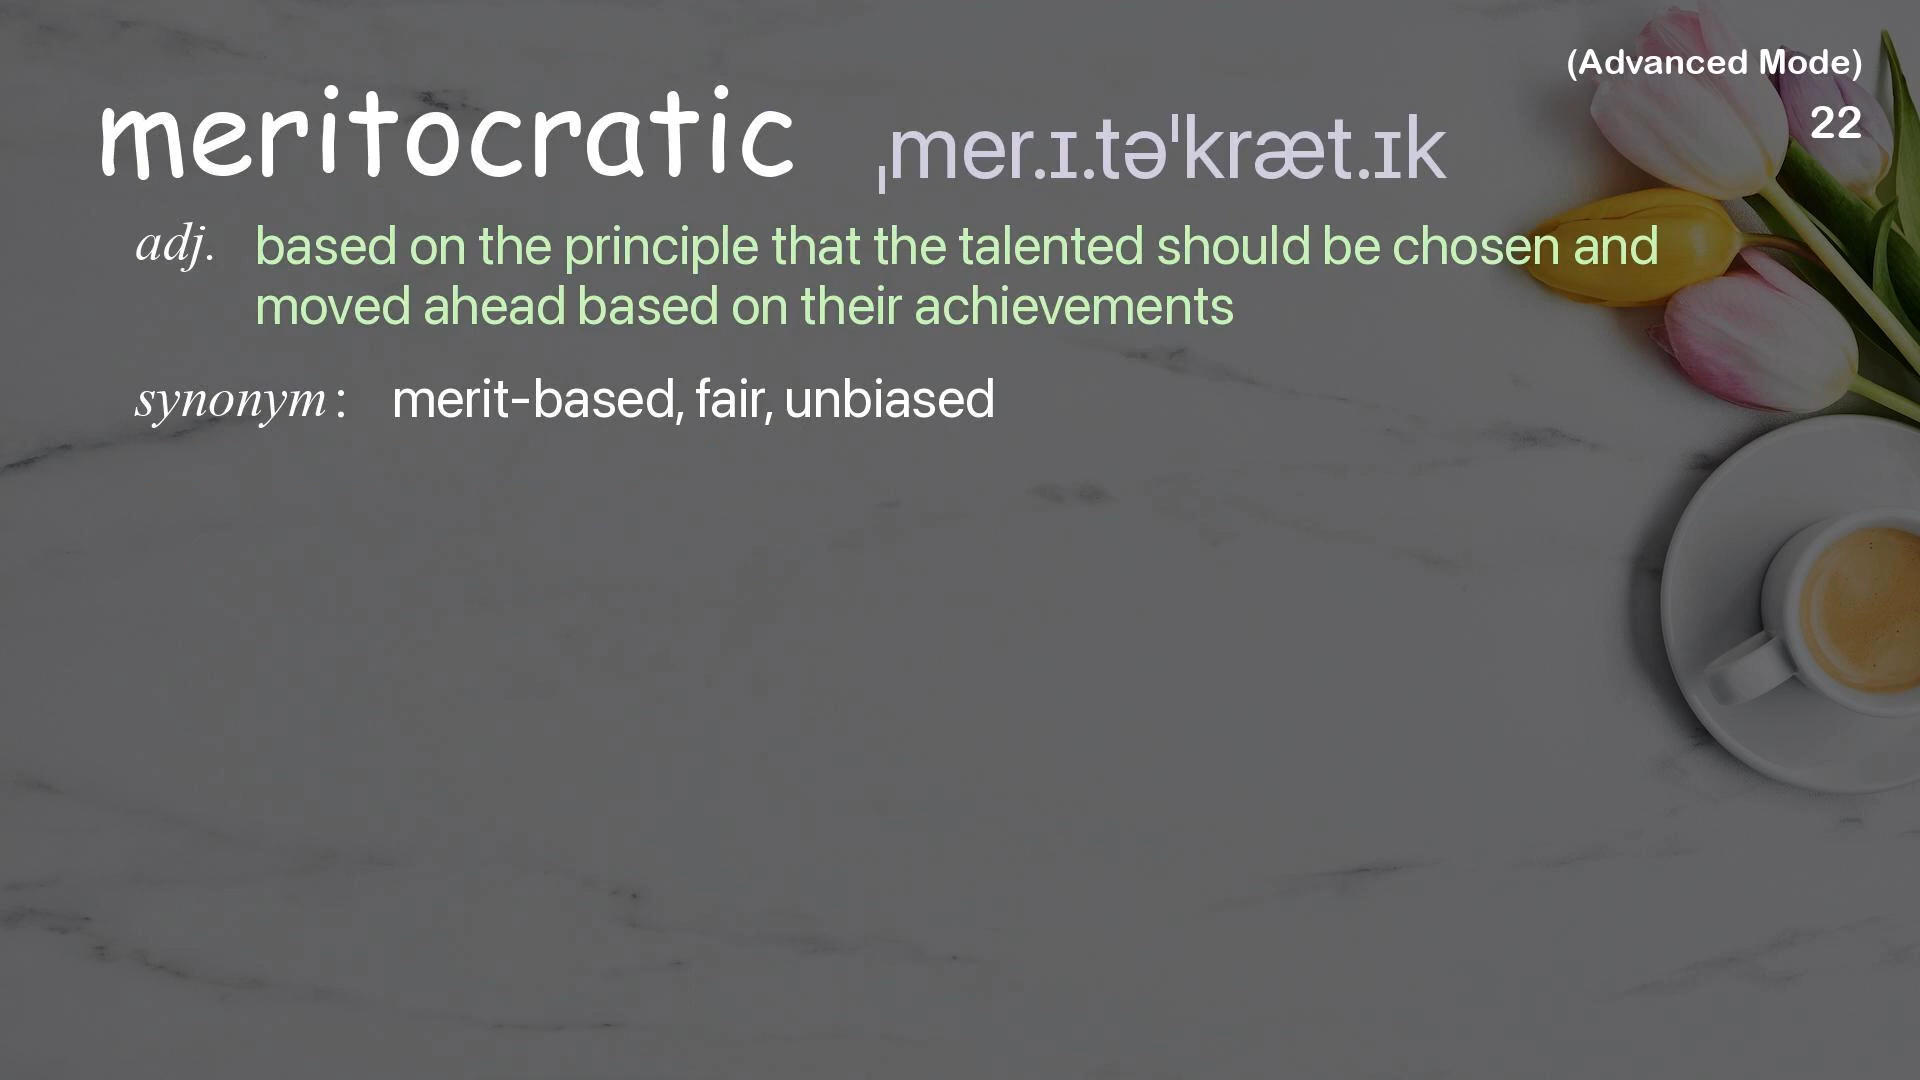 (Advanced Mode)
22
meritocratic ˌmer.ɪ.təˈkræt.ɪk
adj. based on the principle that the talented should be chosen and
moved ahead based on their achievements
synonym: merit-based, fair, unbiased